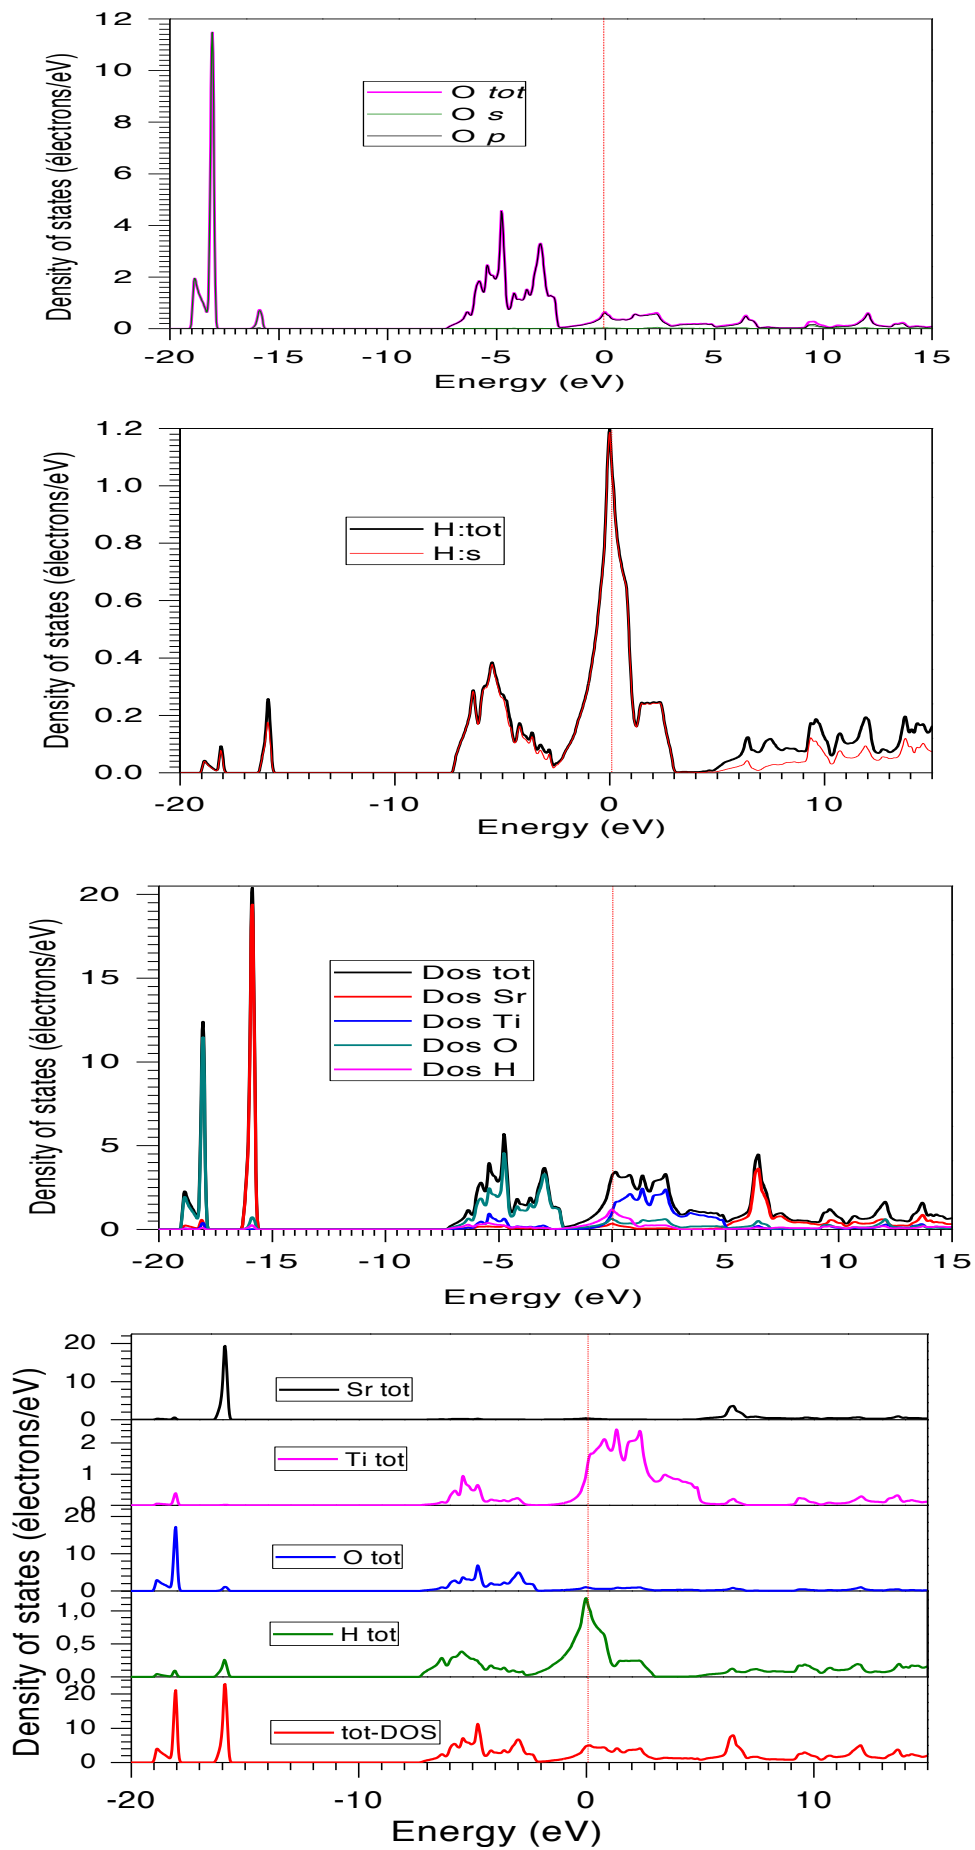 12
10
8
6
4
2
0
Density of states (électrons/eV)
O tot
O s
O p
-20 -15 -10 -5 0 5 10 15
Energy (eV)
1.2
1.0
0.8
0.6
0.4
0.2
0.0
Density of states (électrons/eV)
H:tot
H:s
-20 -10 0 10
Energy (eV)
20
15
10
5
0
Density of states (électrons/eV)
Dos tot
Dos Sr
Dos Ti
Dos O
Dos H
-20 -15 -10 -5 0 5 10 15
Energy (eV)
20
10
0
Sr tot
2
1
0
Ti tot
20
10
0
O tot
1,0
0,5
0,0
H tot
20
10
0
tot-DOS
Density of states (électrons/eV)
-20 -10 0 10
Energy (eV)